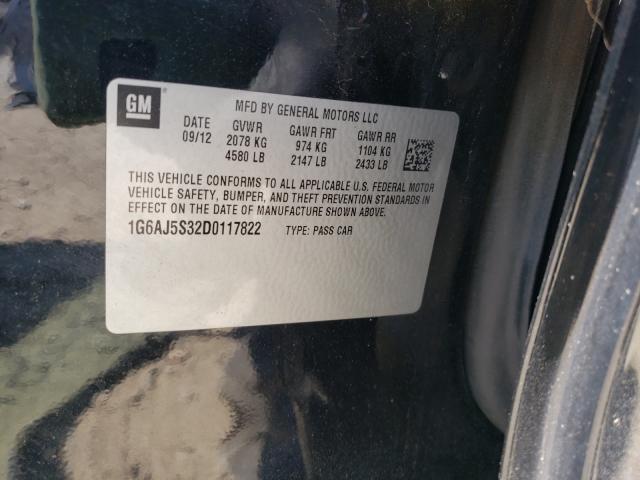 GM
MFD BY GENERAL MOTORS LLC
DATE GVWR GAWR FRT GAWR RR
09/12 2078 KG 974 KG 1104 KG
4580 LB 2147 LB 2433 LB
THIS VEHICLE CONFORMS TO ALL APPLICABLE U.S. FEDERAL MOTOR
VEHICLE SAFETY, BUMPER, AND THEFT PREVENTION STANDARDS IN
EFFECT ON THE DATE OF MANUFACTURE SHOWN ABOVE.
1G6AJ5S32D0117822 TYPE: PASS CAR